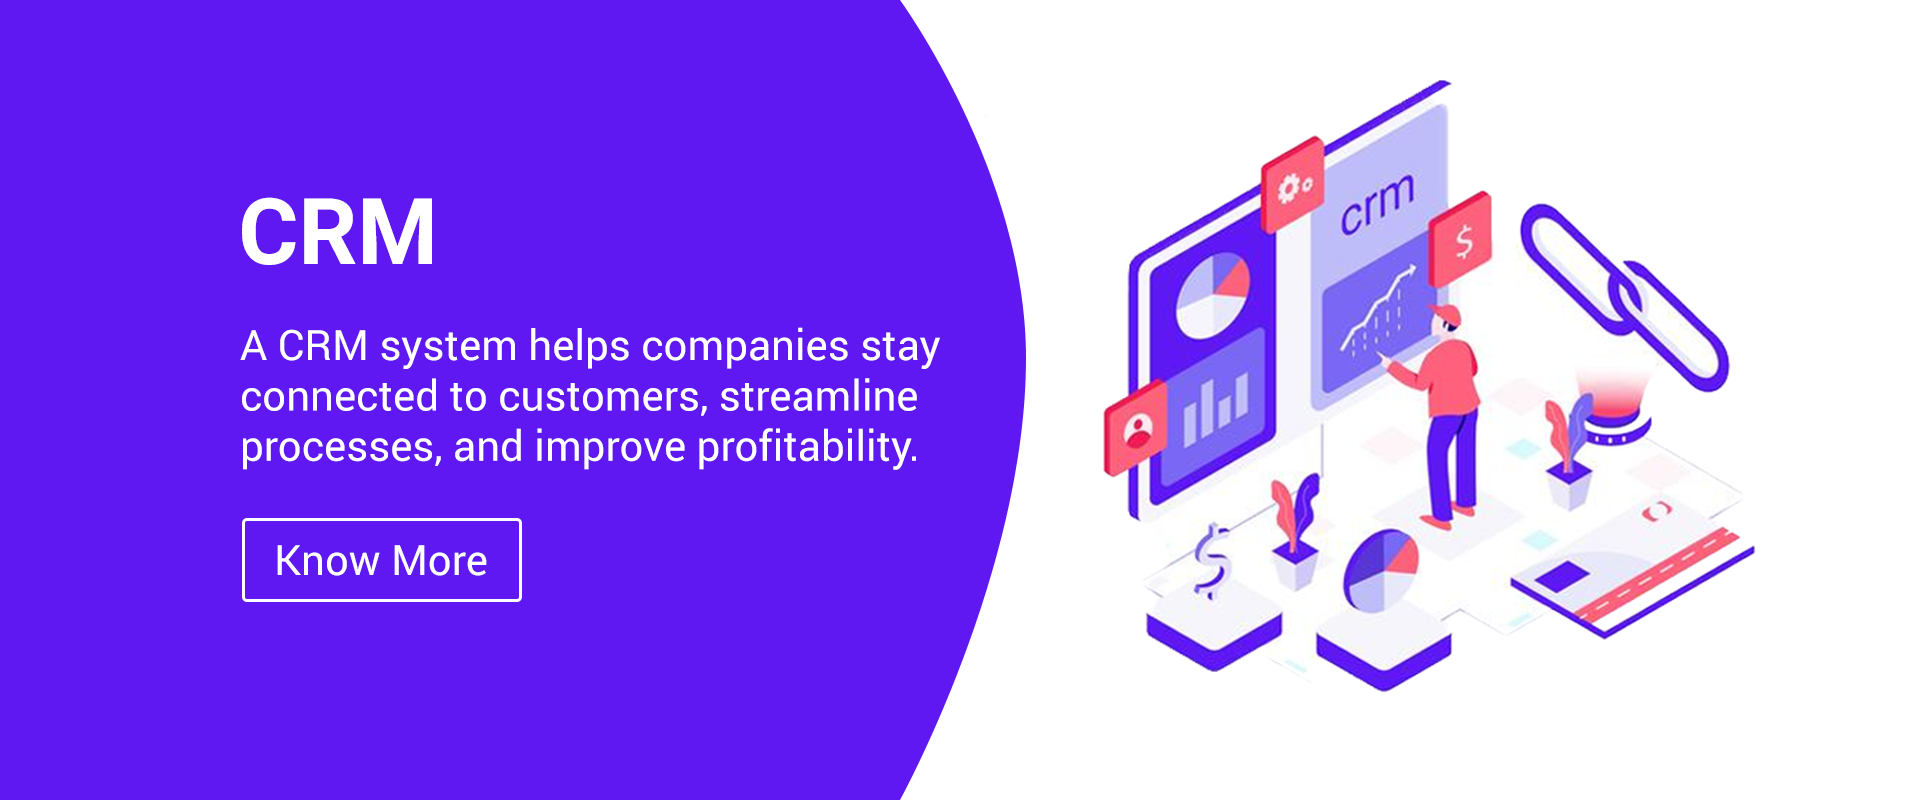 CRM
A CRM system helps companies stay
connected to customers, streamline
processes, and improve profitability.
Know More
crm
$
$